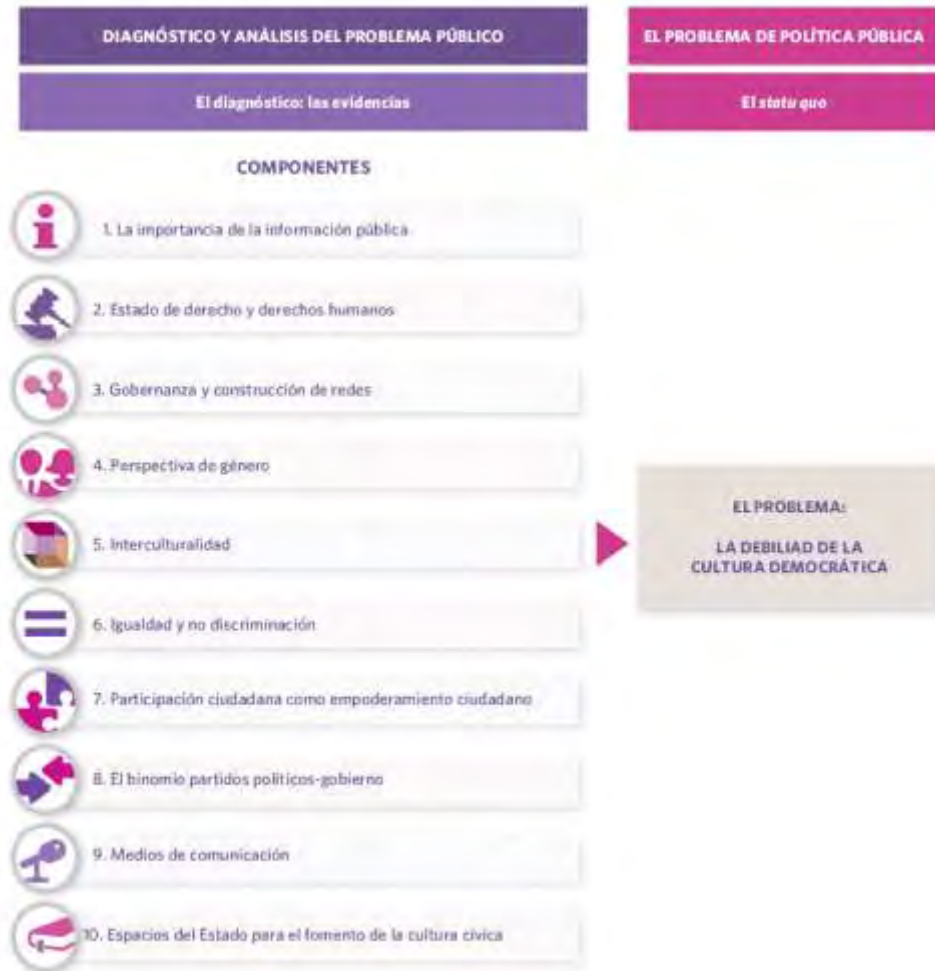 DIAGNÓSTICO Y ANÁLISIS DEL PROBLEMA PÚBLICO
El diagnóstico: las evidencias
EL PROBLEMA DE POLÍTICA PÚBLICA
El statu quo
COMPONENTES
1. La importancia de la información pública
2. Estado de derecho y derechos humanos
3. Gobernanza y construcción de redes
4. Perspectiva de género
5. Interculturalidad
6. Igualdad y no discriminación
7. Participación ciudadana como empoderamiento ciudadano
8. El binomio partidos políticos-gobierno
9. Medios de comunicación
10. Espacios del Estado para el fomento de la cultura cívica
EL PROBLEMA:
LA DEBILIAD DE LA
CULTURA DEMOCRÁTICA